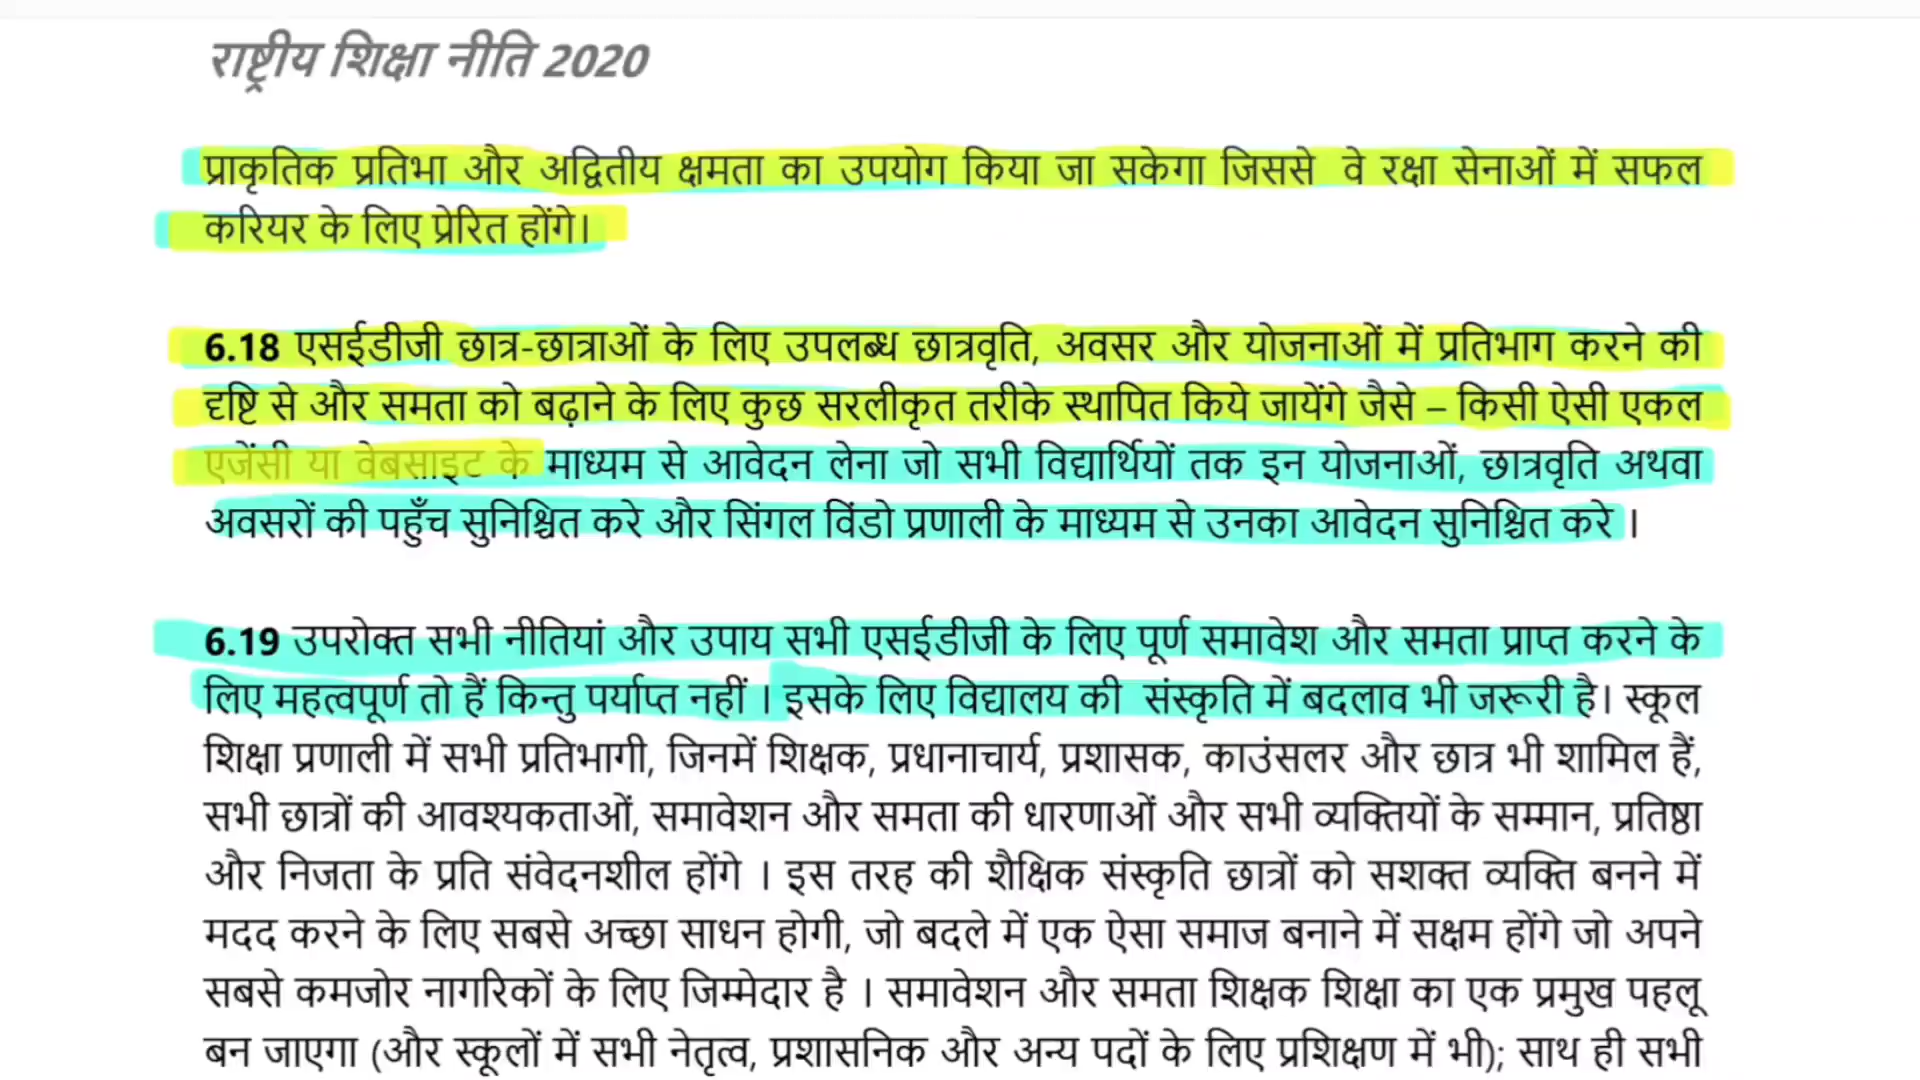 राष्ट्रीय शिक्षा नीति 2020
प्राकृतिक प्रतिभा और अद्वितीय क्षमता का उपयोग किया जा सकेगा जिससे वे रक्षा सेनाओं में सफल
करियर के लिए प्रेरित होंगे।
6.18 एसईडीजी छात्र-छात्राओं के लिए उपलब्ध छात्रवृति, अवसर और योजनाओं में प्रतिभाग करने की
दृष्टि से और समता को बढ़ाने के लिए कुछ सरलीकृत तरीके स्थापित किये जायेंगे जैसे – किसी ऐसी एकल
एजेंसी या वेबसाइट के माध्यम से आवेदन लेना जो सभी विद्यार्थियों तक इन योजनाओं, छात्रवृति अथवा
अवसरों की पहुँच सुनिश्चित करे और सिंगल विंडो प्रणाली के माध्यम से उनका आवेदन सुनिश्चित करे ।
6.19 उपरोक्त सभी नीतियां और उपाय सभी एसईडीजी के लिए पूर्ण समावेश और समता प्राप्त करने के
लिए महत्वपूर्ण तो हैं किन्तु पर्याप्त नहीं । इसके लिए विद्यालय की संस्कृति में बदलाव भी जरूरी है। स्कूल
शिक्षा प्रणाली में सभी प्रतिभागी, जिनमें शिक्षक, प्रधानाचार्य, प्रशासक, काउंसलर और छात्र भी शामिल हैं,
सभी छात्रों की आवश्यकताओं, समावेशन और समता की धारणाओं और सभी व्यक्तियों के सम्मान, प्रतिष्ठा
और निजता के प्रति संवेदनशील होंगे । इस तरह की शैक्षिक संस्कृति छात्रों को सशक्त व्यक्ति बनने में
मदद करने के लिए सबसे अच्छा साधन होगी, जो बदले में एक ऐसा समाज बनाने में सक्षम होंगे जो अपने
सबसे कमजोर नागरिकों के लिए जिम्मेदार है । समावेशन और समता शिक्षक शिक्षा का एक प्रमुख पहलू
बन जाएगा (और स्कूलों में सभी नेतृत्व, प्रशासनिक और अन्य पदों के लिए प्रशिक्षण में भी); साथ ही सभी